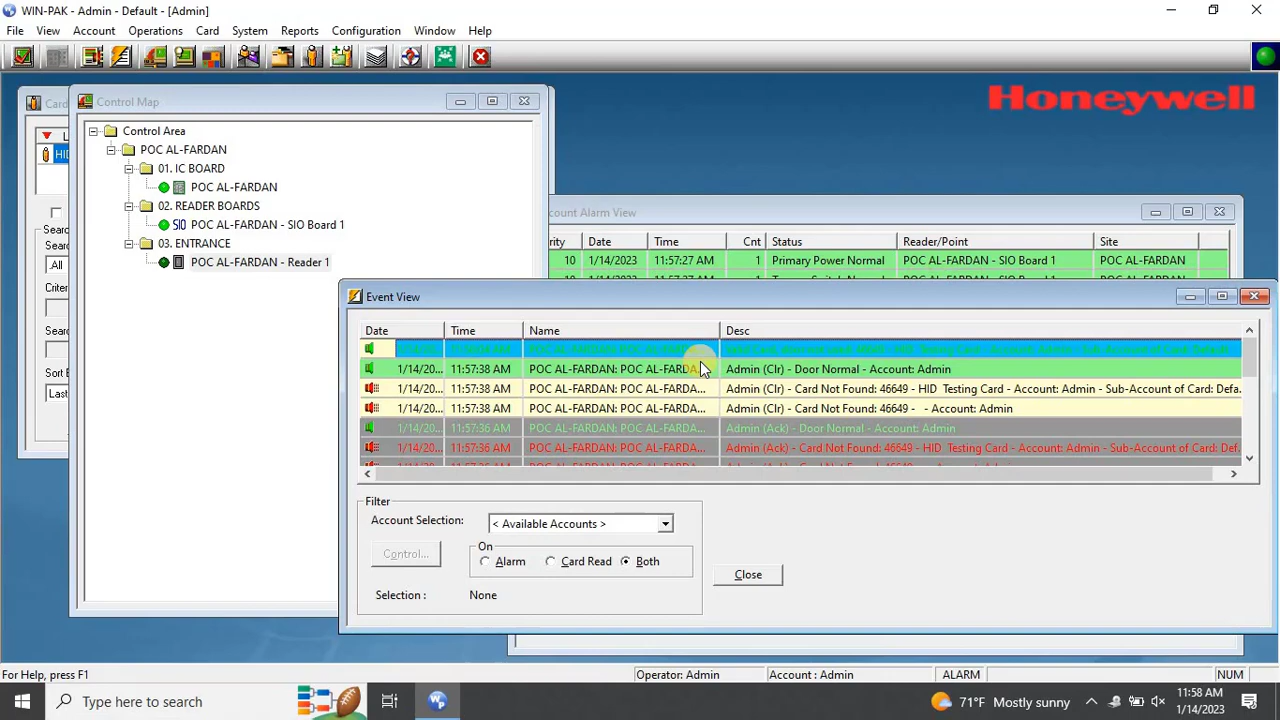 WIN-PAK - Admin - Default - [Admin]
File View Account Operations Card System Reports Configuration Window Help
Honeywell
Card
Control Map
HID
Control Area
POC AL-FARDAN
01. IC BOARD
POC AL-FARDAN
02. READER BOARDS
SIO POC AL-FARDAN - SIO Board 1
03. ENTRANCE
POC AL-FARDAN - Reader 1
Searc
Sear
.All
Criter
Sear
Sort E
Last
count Alarm View
ority Date Time Cnt Status Reader/Point Site
10 1/14/2023 11:57:27 AM 1 Primary Power Normal POC AL-FARDAN - SIO Board 1 POC AL-FARDAN
Event View
Date Time Name Desc
1/14/20... 11:57:38 AM POC AL-FARDAN: POC AL-FARDA... Admin (Clr) - Door Normal - Account: Admin
1/14/20... 11:57:38 AM POC AL-FARDAN: POC AL-FARDA... Admin (Clr) - Card Not Found: 46649 - HID Testing Card - Account: Admin - Sub-Account of Card: Defa...
1/14/20... 11:57:38 AM POC AL-FARDAN: POC AL-FARDA... Admin (Clr) - Card Not Found: 46649 - - Account: Admin
1/14/20... 11:57:36 AM POC AL-FARDAN: POC AL-FARDA... Admin (Ack) - Door Normal - Account: Admin
1/14/20... 11:57:36 AM POC AL-FARDAN: POC AL-FARDA... Admin (Ack) - Card Not Found: 46649 - HID Testing Card - Account: Admin - Sub-Account of Card: Defa...
Filter
Account Selection: < Available Accounts >
Control...
On
Alarm Card Read Both
Close
Selection : None
For Help, press F1
Operator: Admin Account : Admin ALARM NUM
Type here to search
71°F Mostly sunny
11:58 AM
1/14/2023